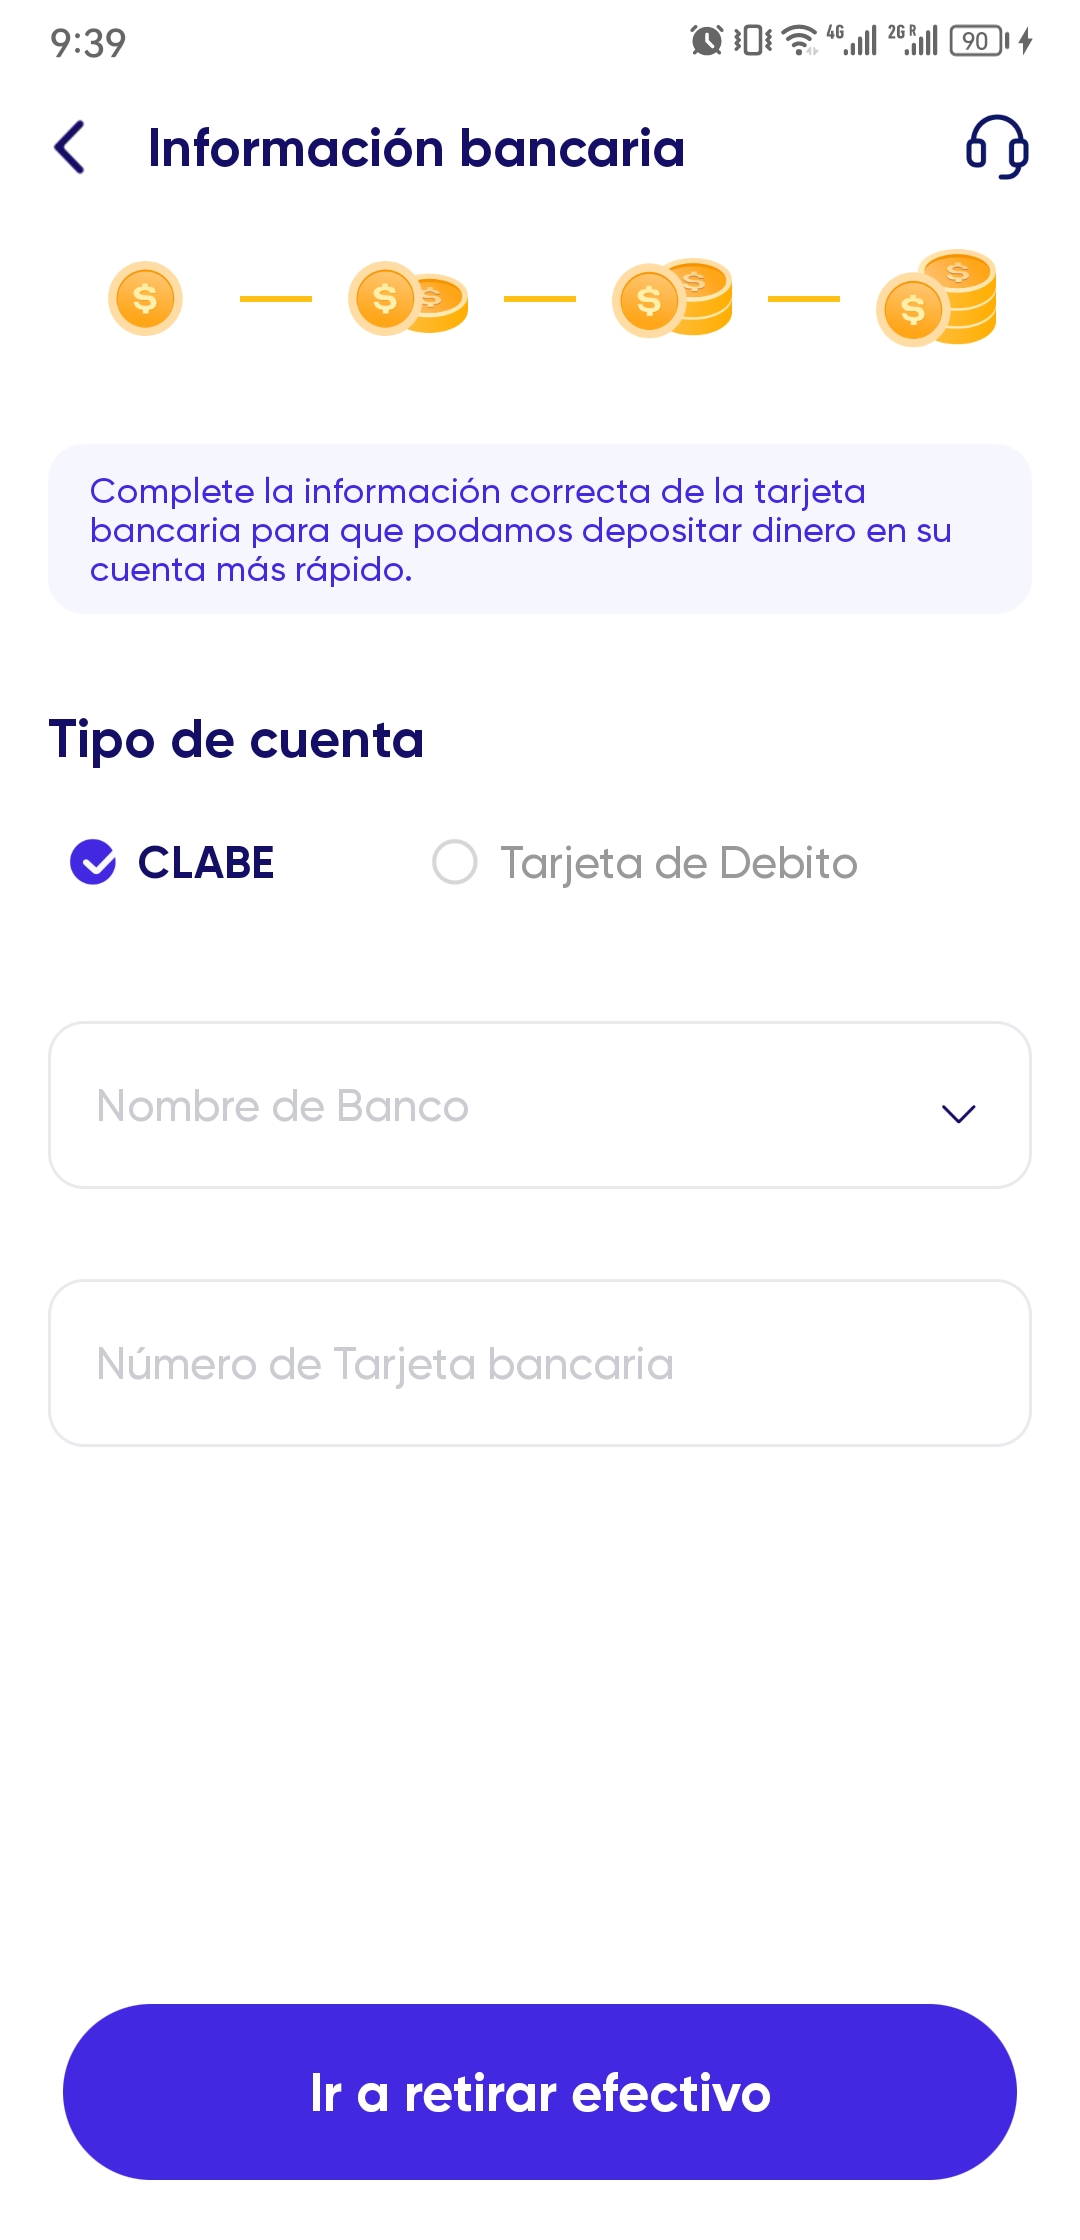 9:39
4G 2G R 90
Información bancaria
Complete la información correcta de la tarjeta
bancaria para que podamos depositar dinero en su
cuenta más rápido.
Tipo de cuenta
CLABE Tarjeta de Debito
Nombre de Banco
Número de Tarjeta bancaria
Ir a retirar efectivo